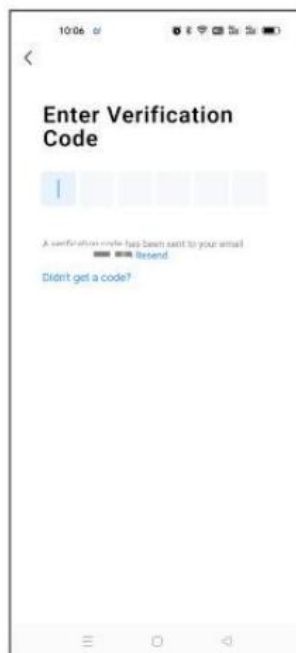 10:06
Enter Verification
Code
A verification code has been sent to your email
Resend
Didn't get a code?